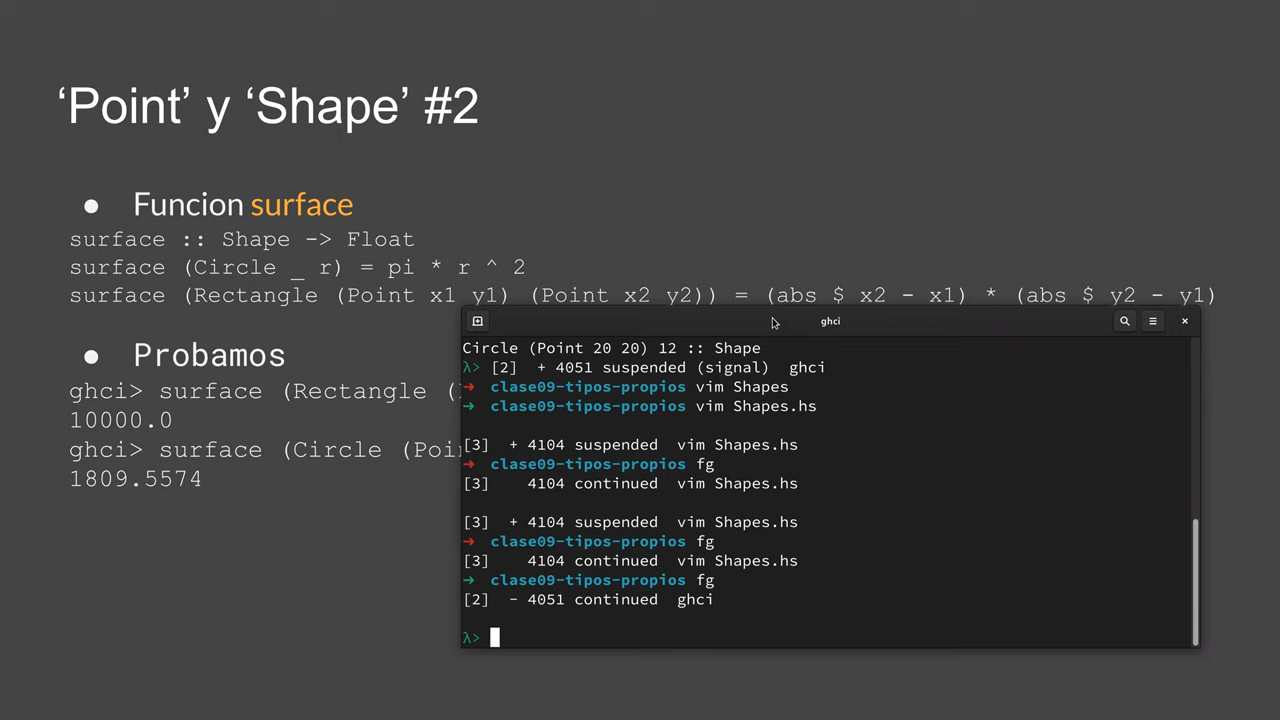 ‘Point’ y ‘Shape’ #2
● Funcion surface
surface :: Shape -> Float
surface (Circle _ r) = pi * r ^ 2
surface (Rectangle (Point x1 y1) (Point x2 y2)) = (abs $ x2 - x1) * (abs $ y2 - y1)
● Probamos
ghci> surface (Rectangle (
10000.0
ghci> surface (Circle (Poi
1809.5574
ghci
Circle (Point 20 20) 12 :: Shape
λ> [2]  + 4051 suspended (signal)  ghci
➜ clase09-tipos-propios vim Shapes
➜ clase09-tipos-propios vim Shapes.hs
[3]  + 4104 suspended  vim Shapes.hs
➜ clase09-tipos-propios fg
[3]    4104 continued  vim Shapes.hs
[3]  + 4104 suspended  vim Shapes.hs
➜ clase09-tipos-propios fg
[3]    4104 continued  vim Shapes.hs
➜ clase09-tipos-propios fg
[2]  - 4051 continued  ghci
λ>